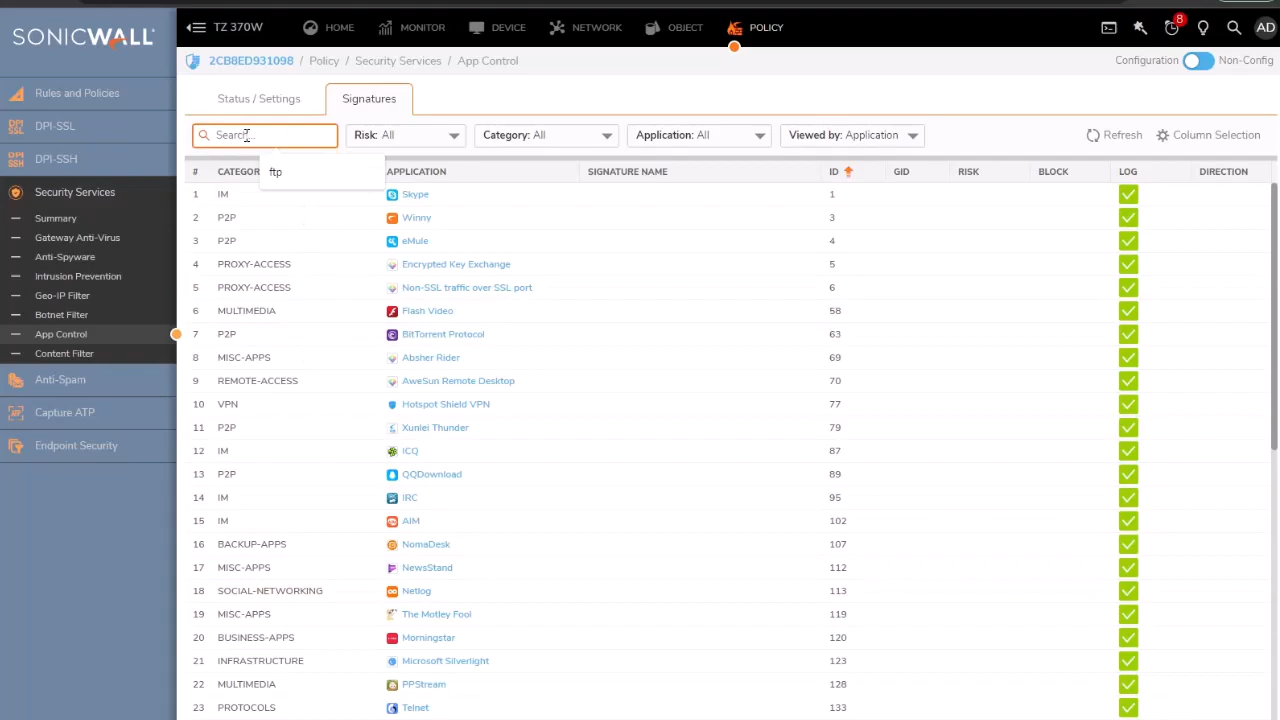 SONICWALL
TZ 370W
HOME
MONITOR
DEVICE
NETWORK
OBJECT
POLICY
8
AD
2CB8ED931098 / Policy / Security Services / App Control
Configuration
Non-Config
Rules and Policies
DPI-SSL
DPI-SSH
Security Services
Summary
Gateway Anti-Virus
Anti-Spyware
Intrusion Prevention
Geo-IP Filter
Botnet Filter
App Control
Content Filter
Anti-Spam
Capture ATP
Endpoint Security
Status / Settings
Signatures
Search...
Risk: All
Category: All
Application: All
Viewed by: Application
Refresh
Column Selection
ftp
# CATEGOR APPLICATION SIGNATURE NAME ID GID RISK BLOCK LOG DIRECTION
1 IM Skype 1
2 P2P Winny 3
3 P2P eMule 4
4 PROXY-ACCESS Encrypted Key Exchange 5
5 PROXY-ACCESS Non-SSL traffic over SSL port 6
6 MULTIMEDIA Flash Video 58
7 P2P BitTorrent Protocol 63
8 MISC-APPS Absher Rider 69
9 REMOTE-ACCESS AweSun Remote Desktop 70
10 VPN Hotspot Shield VPN 77
11 P2P Xunlei Thunder 79
12 IM ICQ 87
13 P2P QQDownload 89
14 IM IRC 95
15 IM AIM 102
16 BACKUP-APPS NomaDesk 107
17 MISC-APPS NewsStand 112
18 SOCIAL-NETWORKING Netlog 113
19 MISC-APPS The Motley Fool 119
20 BUSINESS-APPS Morningstar 120
21 INFRASTRUCTURE Microsoft Silverlight 123
22 MULTIMEDIA PPStream 128
23 PROTOCOLS Telnet 133